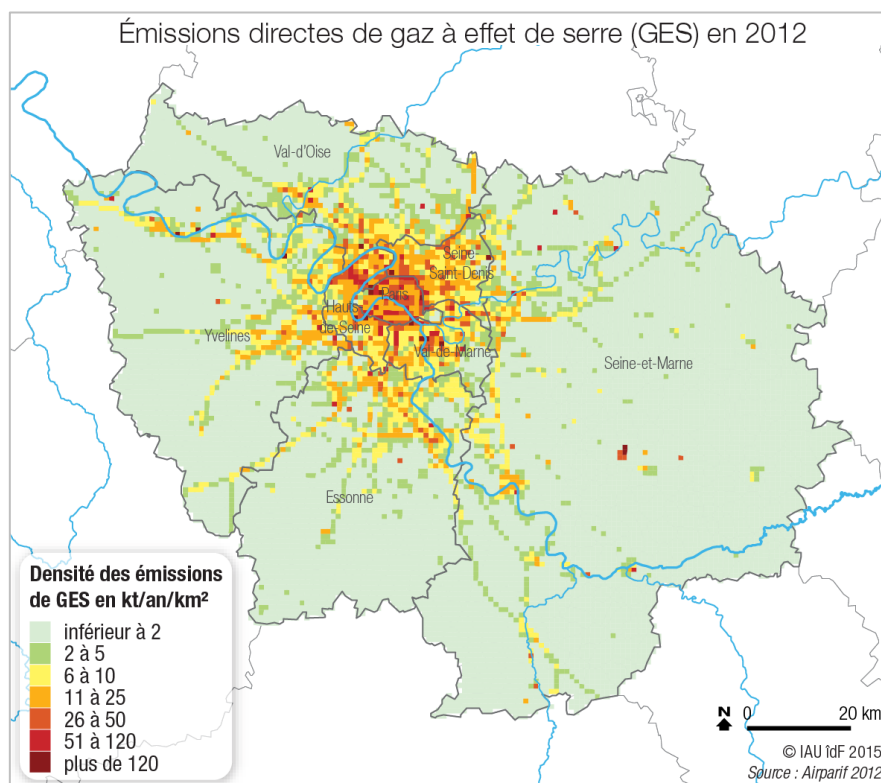 Émissions directes de gaz à effet de serre (GES) en 2012
Val-d'Oise
Seine-
Saint-Denis
Paris
Hauts-
de-Seine
Yvelines
Val-de-Marne
Seine-et-Marne
Essonne
Densité des émissions
de GES en kt/an/km²
inférieur à 2
2 à 5
6 à 10
11 à 25
26 à 50
51 à 120
plus de 120
N 0 20 km
© IAU îdF 2015
Source : Airparif 2012